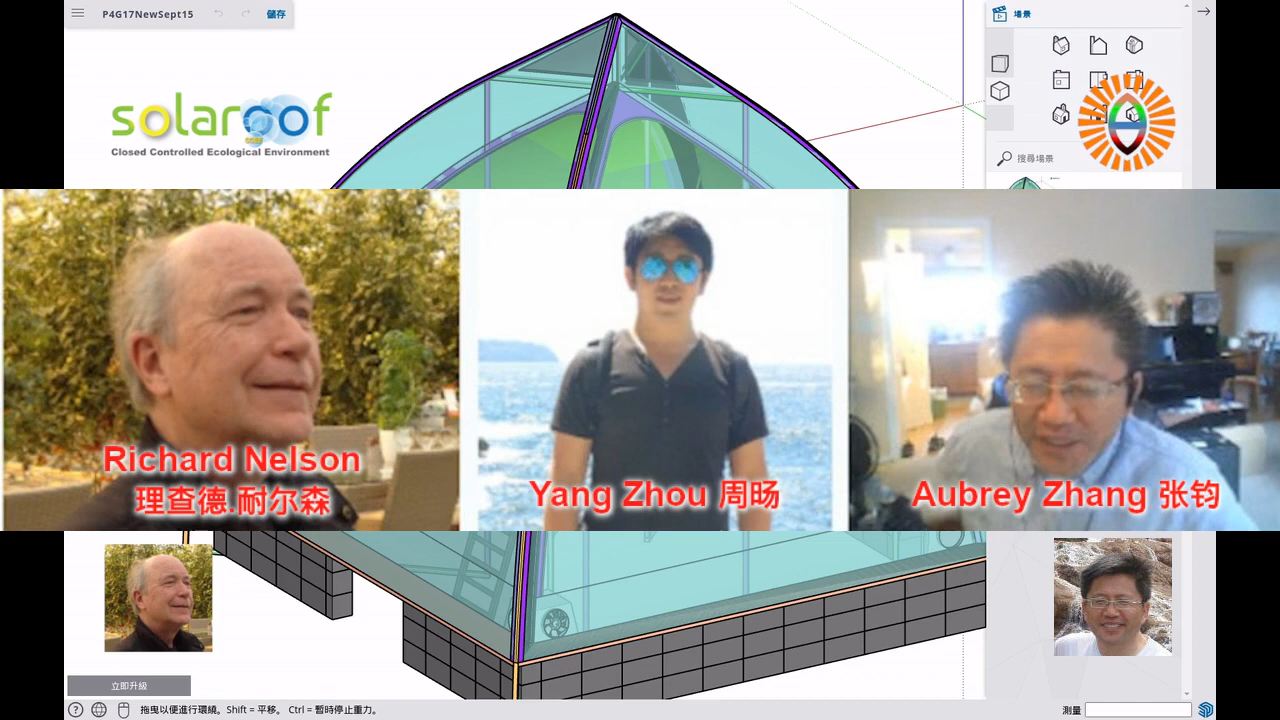 P4G17NewSept15
儲存
場景
solaroof
Closed Controlled Ecological Environment
搜尋場景
Richard Nelson
理查德.耐尔森
Yang Zhou 周旸
Aubrey Zhang 张钧
立即升級
拖曳以便進行環繞。Shift = 平移。 Ctrl = 暫時停止重力。
測量